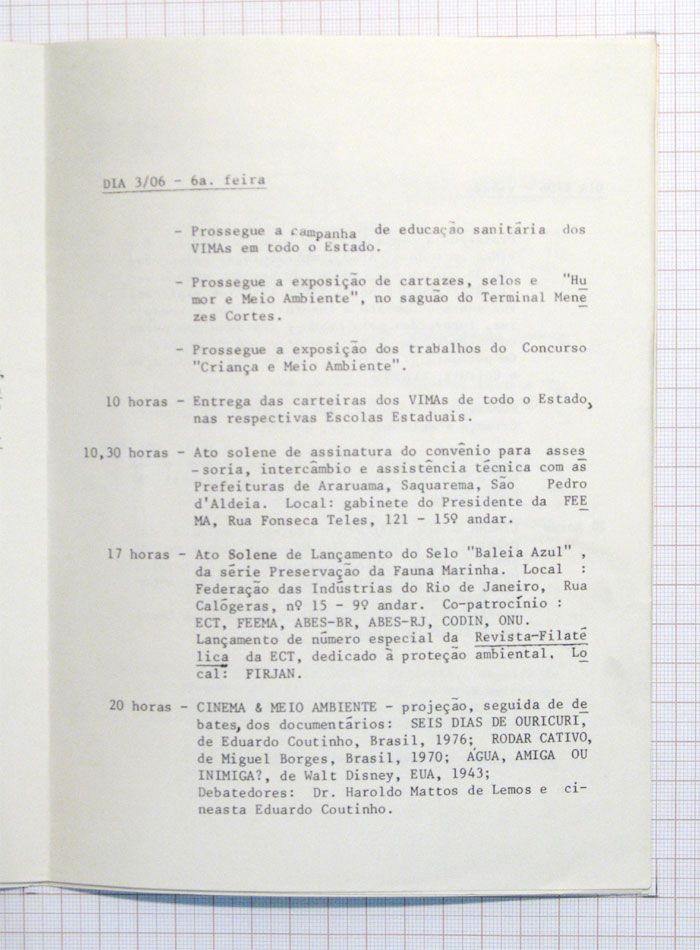 DIA 3/06 - 6a. feira
- Prossegue a campanha de educação sanitária dos
VIMAs em todo o Estado.
- Prossegue a exposição de cartazes, selos e "Hu
mor e Meio Ambiente", no saguão do Terminal Mene
zes Cortes.
- Prossegue a exposição dos trabalhos do Concurso
"Criança e Meio Ambiente".
10 horas - Entrega das carteiras dos VIMAs de todo o Estado,
nas respectivas Escolas Estaduais.
10,30 horas - Ato solene de assinatura do convênio para asses
-soria, intercâmbio e assistência técnica com as
Prefeituras de Araruama, Saquarema, São Pedro
d'Aldeia. Local: gabinete do Presidente da FEE
MA, Rua Fonseca Teles, 121 - 15º andar.
17 horas - Ato Solene de Lançamento do Selo "Baleia Azul" ,
da série Preservação da Fauna Marinha. Local :
Federação das Indústrias do Rio de Janeiro, Rua
Calógeras, nº 15 - 9º andar. Co-patrocínio :
ECT, FEEMA, ABES-BR, ABES-RJ, CODIN, ONU.
Lançamento de número especial da Revista-Filaté
lica da ECT, dedicado à proteção ambiental. Lo
cal: FIRJAN.
20 horas - CINEMA & MEIO AMBIENTE - projeção, seguida de de
bates, dos documentários: SEIS DIAS DE OURICURI,
de Eduardo Coutinho, Brasil, 1976; RODAR CATIVO,
de Miguel Borges, Brasil, 1970; ÁGUA, AMIGA OU
INIMIGA?, de Walt Disney, EUA, 1943;
Debatedores: Dr. Haroldo Mattos de Lemos e ci-
neasta Eduardo Coutinho.